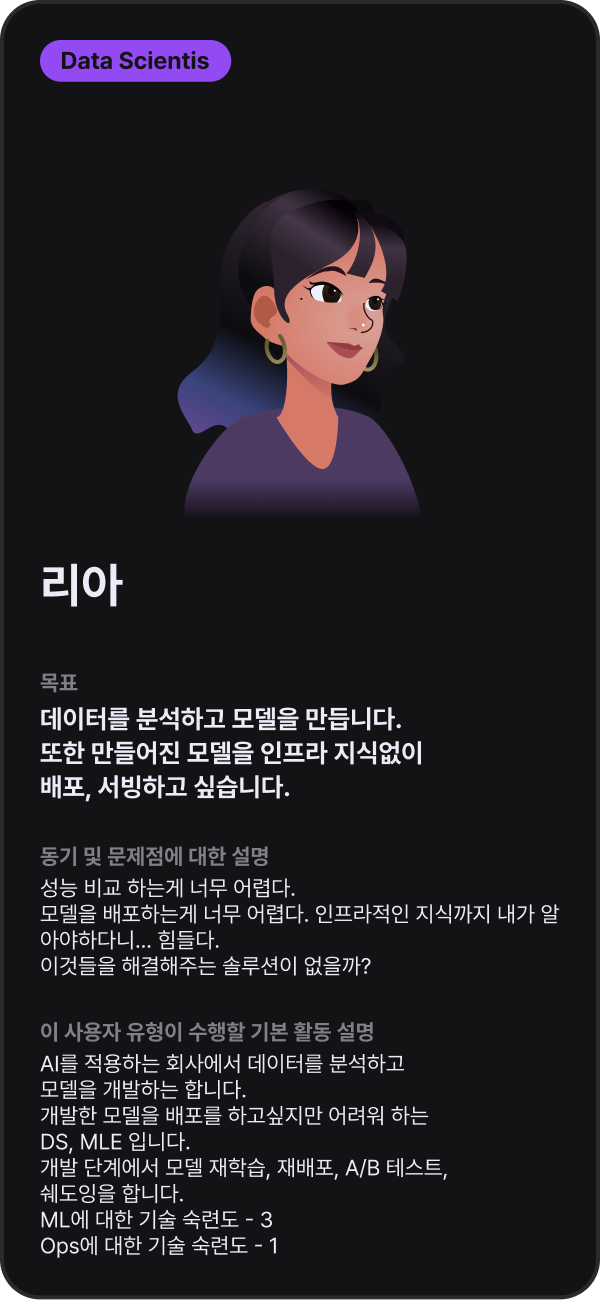 Data Scientis
리아
목표
데이터를 분석하고 모델을 만듭니다.
또한 만들어진 모델을 인프라 지식없이
배포, 서빙하고 싶습니다.
동기 및 문제점에 대한 설명
성능 비교 하는게 너무 어렵다.
모델을 배포하는게 너무 어렵다. 인프라적인 지식까지 내가 알
아야하다니... 힘들다.
이것들을 해결해주는 솔루션이 없을까?
이 사용자 유형이 수행할 기본 활동 설명
AI를 적용하는 회사에서 데이터를 분석하고
모델을 개발하는 합니다.
개발한 모델을 배포를 하고싶지만 어려워 하는
DS, MLE 입니다.
개발 단계에서 모델 재학습, 재배포, A/B 테스트,
쉐도잉을 합니다.
ML에 대한 기술 숙련도 - 3
Ops에 대한 기술 숙련도 - 1